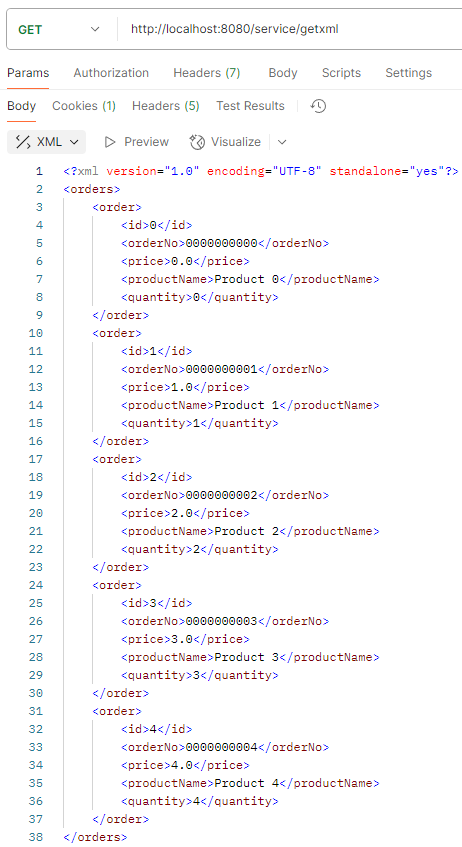 GET http://localhost:8080/service/getxml
Params Authorization Headers (7) Body Scripts Settings
Body Cookies (1) Headers (5) Test Results
XML Preview Visualize
1 <?xml version="1.0" encoding="UTF-8" standalone="yes"?>
2 <orders>
3 <order>
4 <id>0</id>
5 <orderNo>0000000000</orderNo>
6 <price>0.0</price>
7 <productName>Product 0</productName>
8 <quantity>0</quantity>
9 </order>
10 <order>
11 <id>1</id>
12 <orderNo>0000000001</orderNo>
13 <price>1.0</price>
14 <productName>Product 1</productName>
15 <quantity>1</quantity>
16 </order>
17 <order>
18 <id>2</id>
19 <orderNo>0000000002</orderNo>
20 <price>2.0</price>
21 <productName>Product 2</productName>
22 <quantity>2</quantity>
23 </order>
24 <order>
25 <id>3</id>
26 <orderNo>0000000003</orderNo>
27 <price>3.0</price>
28 <productName>Product 3</productName>
29 <quantity>3</quantity>
30 </order>
31 <order>
32 <id>4</id>
33 <orderNo>0000000004</orderNo>
34 <price>4.0</price>
35 <productName>Product 4</productName>
36 <quantity>4</quantity>
37 </order>
38 </orders>